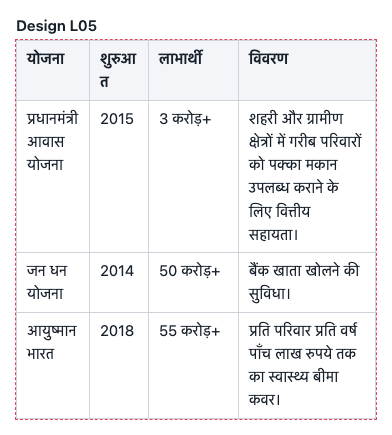 Design L05
योजना शुरुआ लाभार्थी विवरण
त
प्रधानमंत्री 2015 3 करोड़+ शहरी और ग्रामीण
आवास क्षेत्रों में गरीब परिवारों
योजना को पक्का मकान
उपलब्ध कराने के
लिए वित्तीय
सहायता।
जन धन 2014 50 करोड़+ बैंक खाता खोलने की
योजना सुविधा।
आयुष्मान 2018 55 करोड़+ प्रति परिवार प्रति वर्ष
भारत पाँच लाख रुपये तक
का स्वास्थ्य बीमा
कवर।